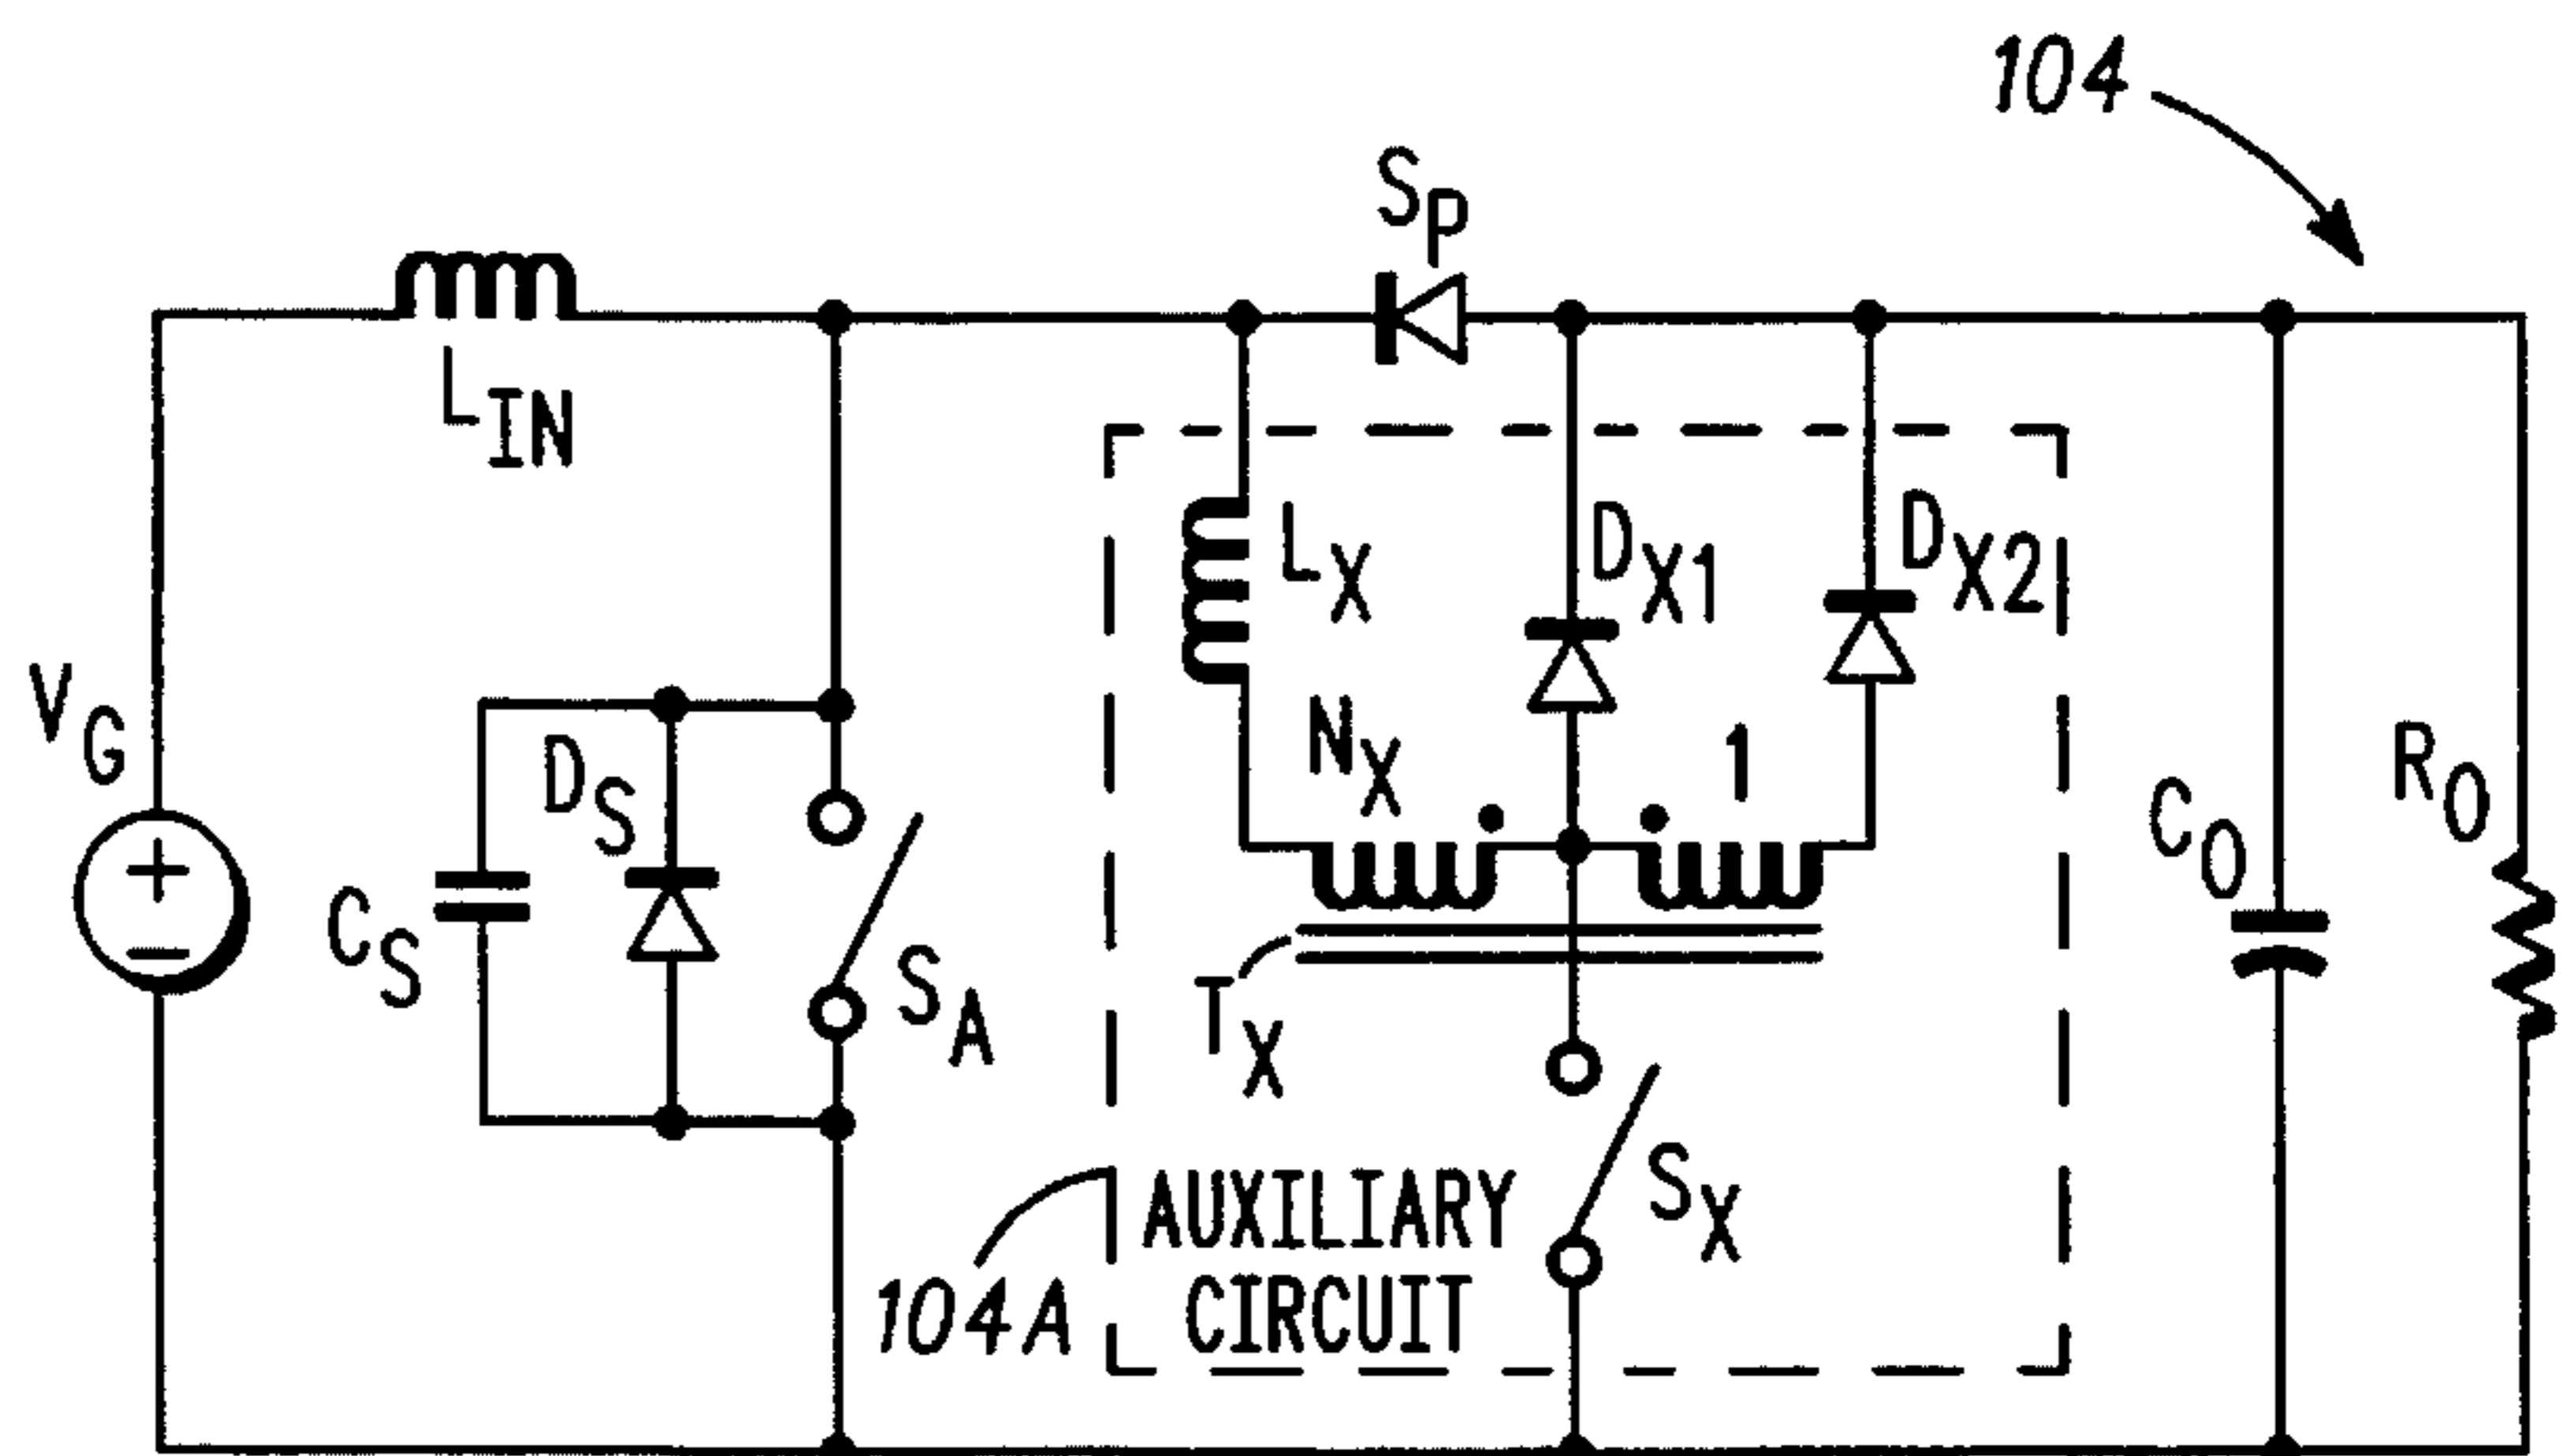 104
SP
LIN
LX
DX1
DX2
VG
DS
NX
1
CS
SA
CO
RO
TX
SX
104A
AUXILIARY
CIRCUIT